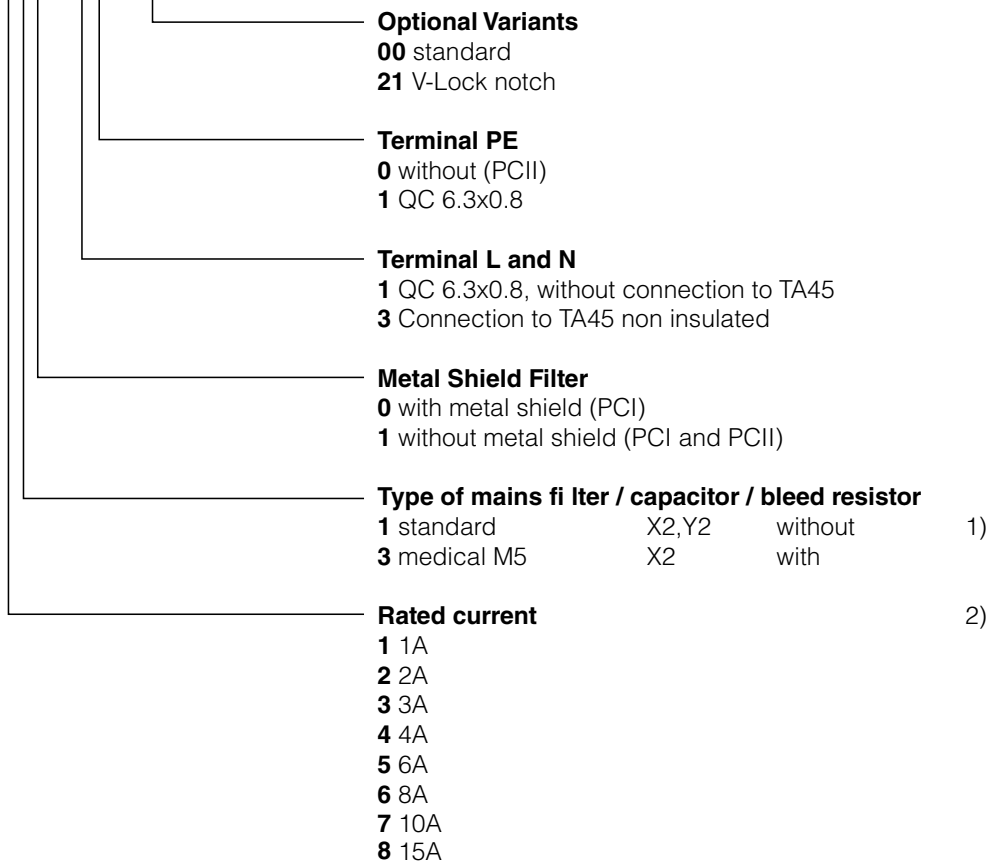 Optional Variants
00 standard
21 V-Lock notch
Terminal PE
0 without (PCII)
1 QC 6.3x0.8
Terminal L and N
1 QC 6.3x0.8, without connection to TA45
3 Connection to TA45 non insulated
Metal Shield Filter
0 with metal shield (PCI)
1 without metal shield (PCI and PCII)
Type of mains fi lter / capacitor / bleed resistor
1 standard X2,Y2 without 1)
3 medical M5 X2 with
Rated current 2)
1 1A
2 2A
3 3A
4 4A
5 6A
6 8A
7 10A
8 15A